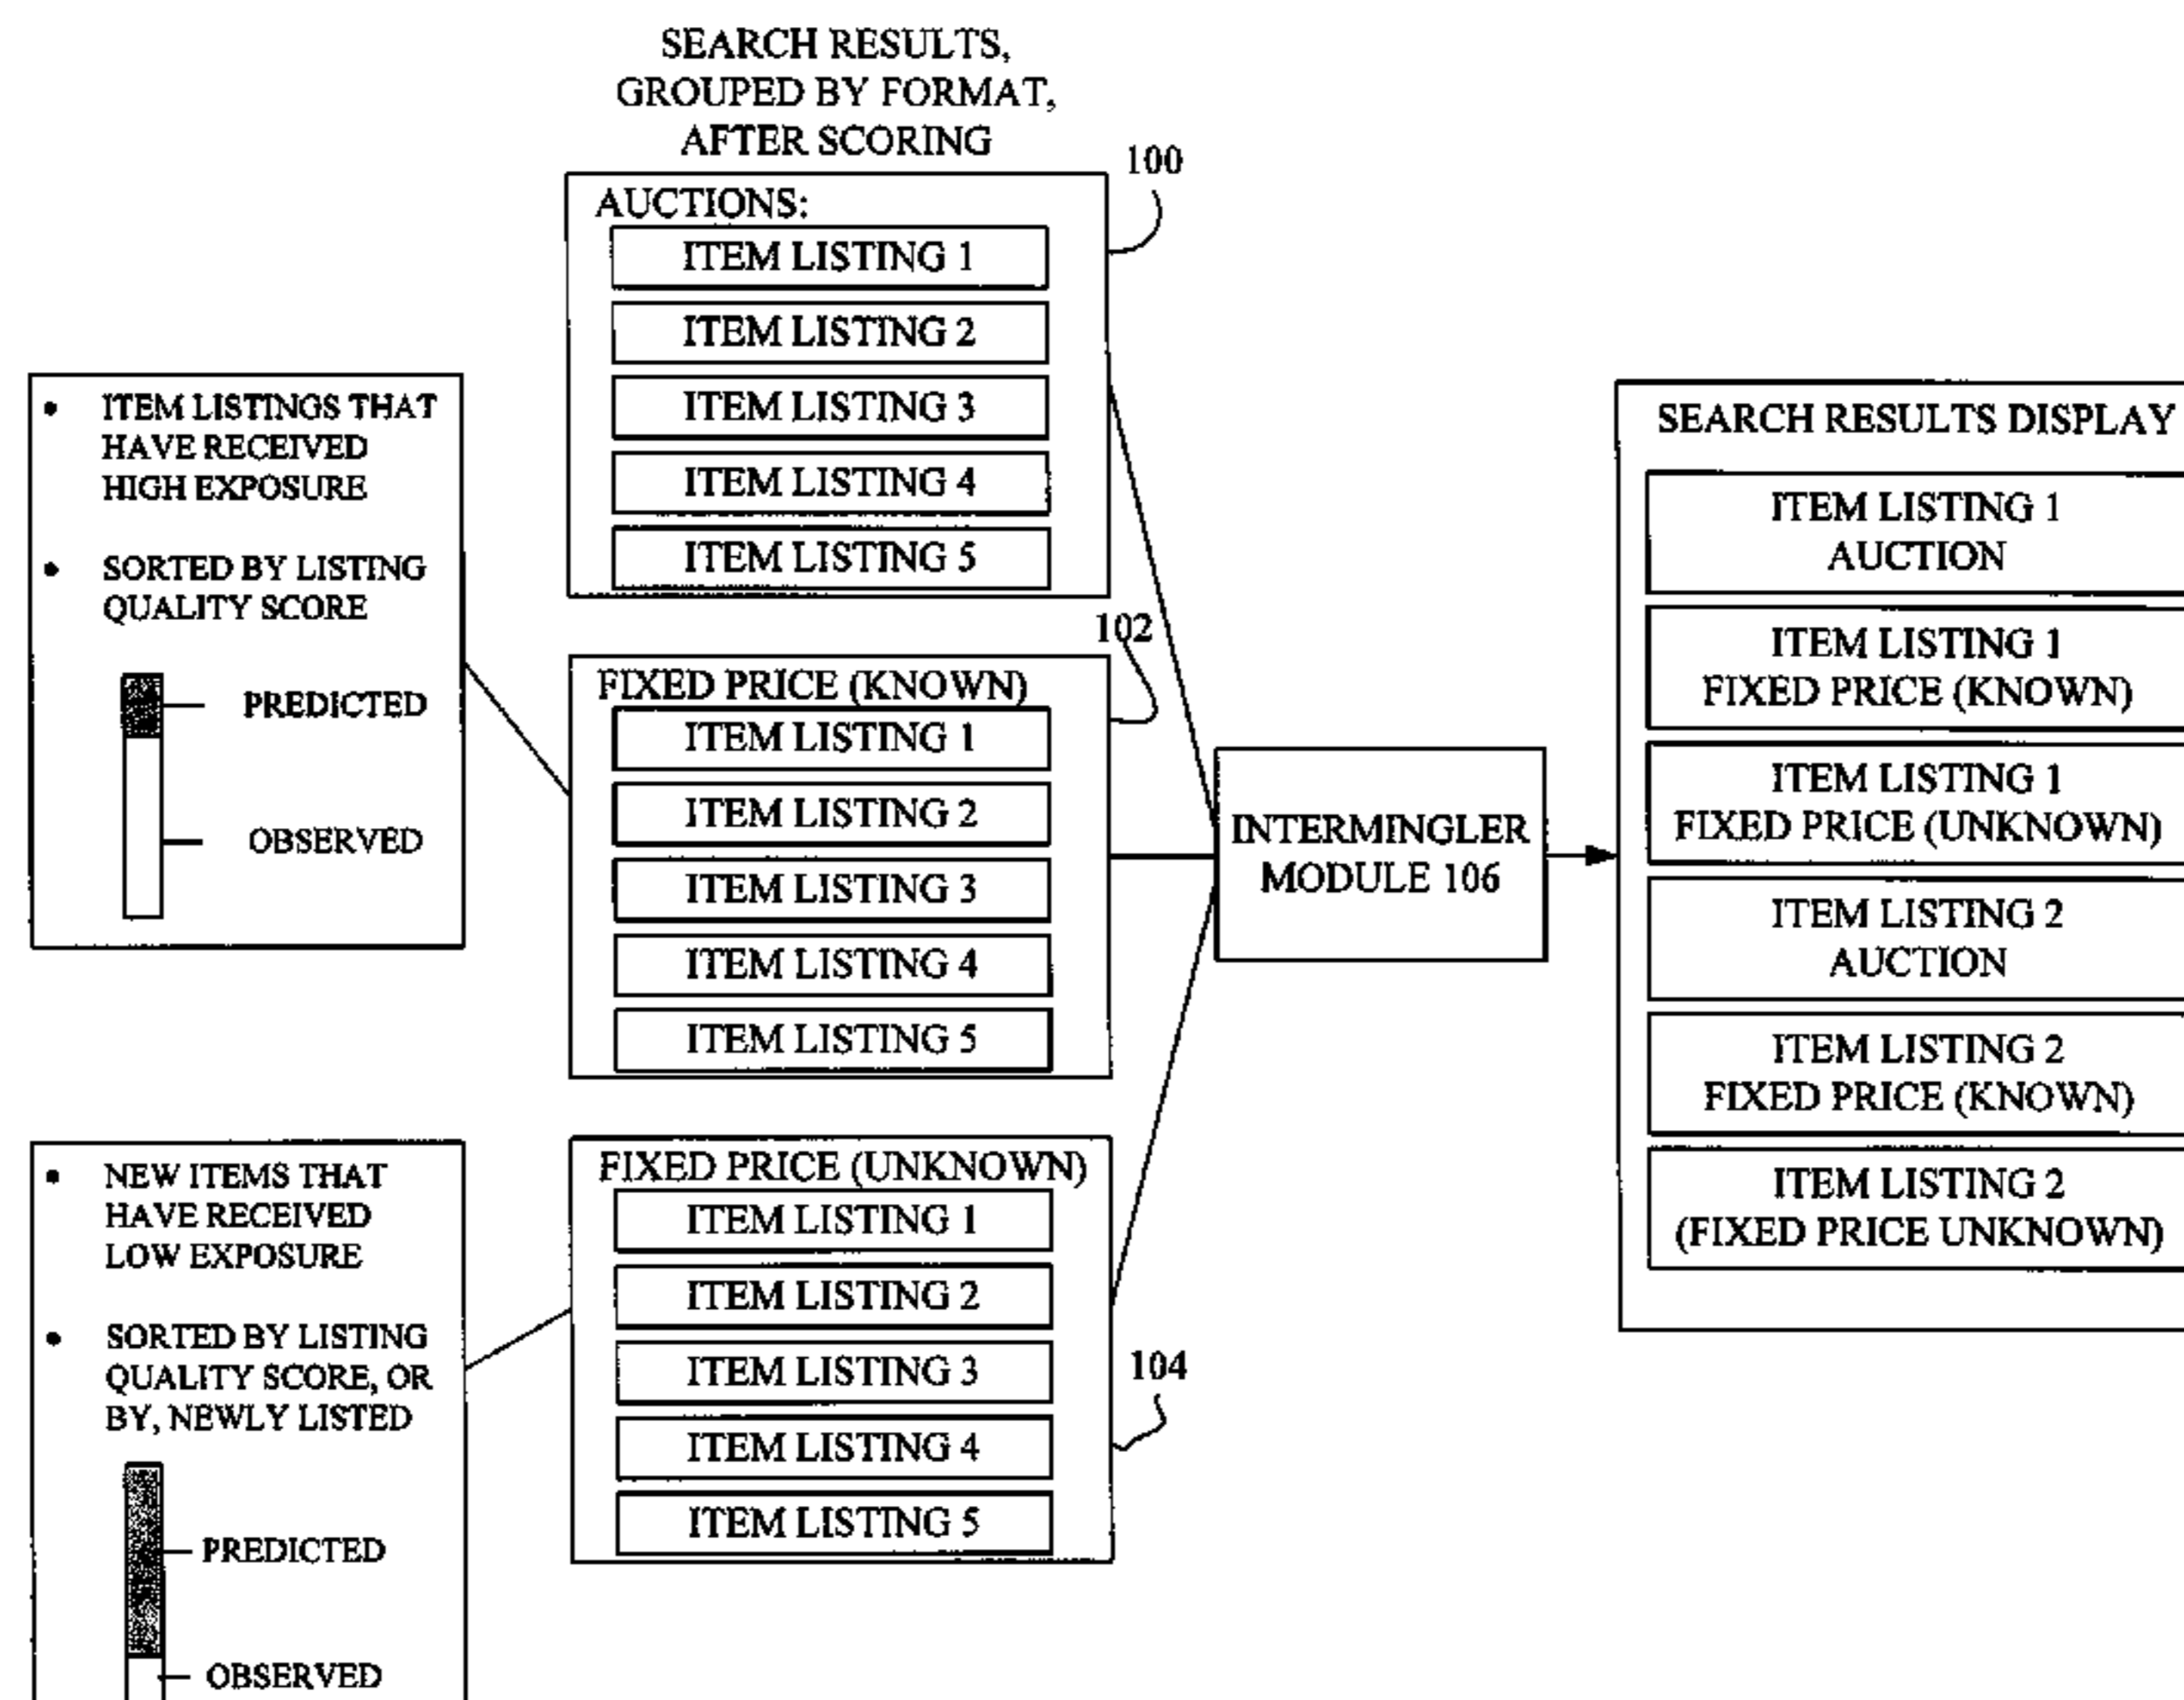 SEARCH RESULTS,
GROUPED BY FORMAT,
AFTER SCORING
100
AUCTIONS:
ITEM LISTING 1
ITEM LISTING 2
ITEM LISTING 3
ITEM LISTING 4
ITEM LISTING 5
• ITEM LISTINGS THAT
HAVE RECEIVED
HIGH EXPOSURE
• SORTED BY LISTING
QUALITY SCORE
PREDICTED
OBSERVED
102
FIXED PRICE (KNOWN)
ITEM LISTING 1
ITEM LISTING 2
ITEM LISTING 3
ITEM LISTING 4
ITEM LISTING 5
• NEW ITEMS THAT
HAVE RECEIVED
LOW EXPOSURE
• SORTED BY LISTING
QUALITY SCORE, OR
BY, NEWLY LISTED
PREDICTED
OBSERVED
FIXED PRICE (UNKNOWN)
ITEM LISTING 1
ITEM LISTING 2
ITEM LISTING 3
ITEM LISTING 4
ITEM LISTING 5
104
INTERMINGLER
MODULE 106
SEARCH RESULTS DISPLAY
ITEM LISTING 1
AUCTION
ITEM LISTING 1
FIXED PRICE (KNOWN)
ITEM LISTING 1
FIXED PRICE (UNKNOWN)
ITEM LISTING 2
AUCTION
ITEM LISTING 2
FIXED PRICE (KNOWN)
ITEM LISTING 2
(FIXED PRICE UNKNOWN)